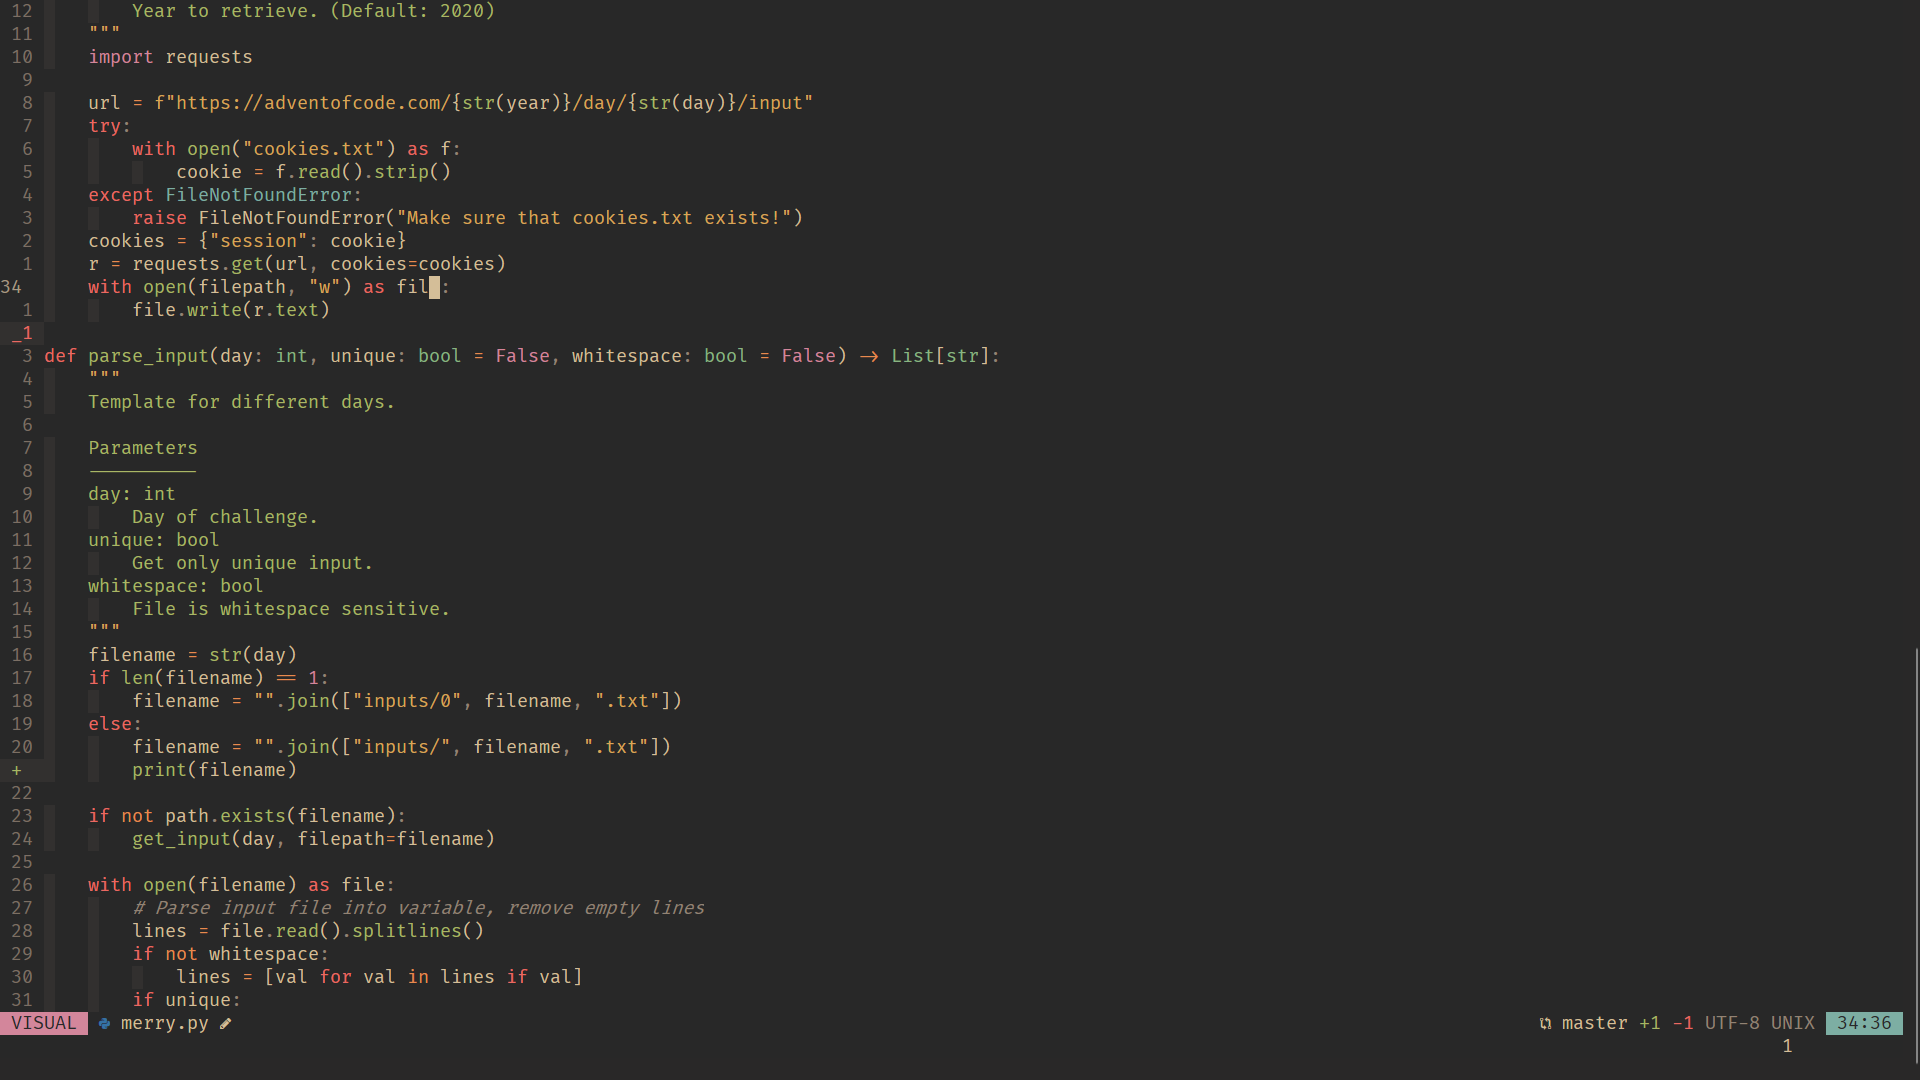 12 Year to retrieve. (Default: 2020)
11 """
10 import requests
9
8 url = f"https://adventofcode.com/{str(year)}/day/{str(day)}/input"
7 try:
6 with open("cookies.txt") as f:
5 cookie = f.read().strip()
4 except FileNotFoundError:
3 raise FileNotFoundError("Make sure that cookies.txt exists!")
2 cookies = {"session": cookie}
1 r = requests.get(url, cookies=cookies)
34 with open(filepath, "w") as fil :
1 file.write(r.text)
_1
3 def parse_input(day: int, unique: bool = False, whitespace: bool = False) -> List[str]:
4 """
5 Template for different days.
6
7 Parameters
8 ----------
9 day: int
10 Day of challenge.
11 unique: bool
12 Get only unique input.
13 whitespace: bool
14 File is whitespace sensitive.
15 """
16 filename = str(day)
17 if len(filename) == 1:
18 filename = "".join(["inputs/0", filename, ".txt"])
19 else:
20 filename = "".join(["inputs/", filename, ".txt"])
+ print(filename)
22
23 if not path.exists(filename):
24 get_input(day, filepath=filename)
25
26 with open(filename) as file:
27 # Parse input file into variable, remove empty lines
28 lines = file.read().splitlines()
29 if not whitespace:
30 lines = [val for val in lines if val]
31 if unique:
VISUAL merry.py master +1 -1 UTF-8 UNIX 34:36
1